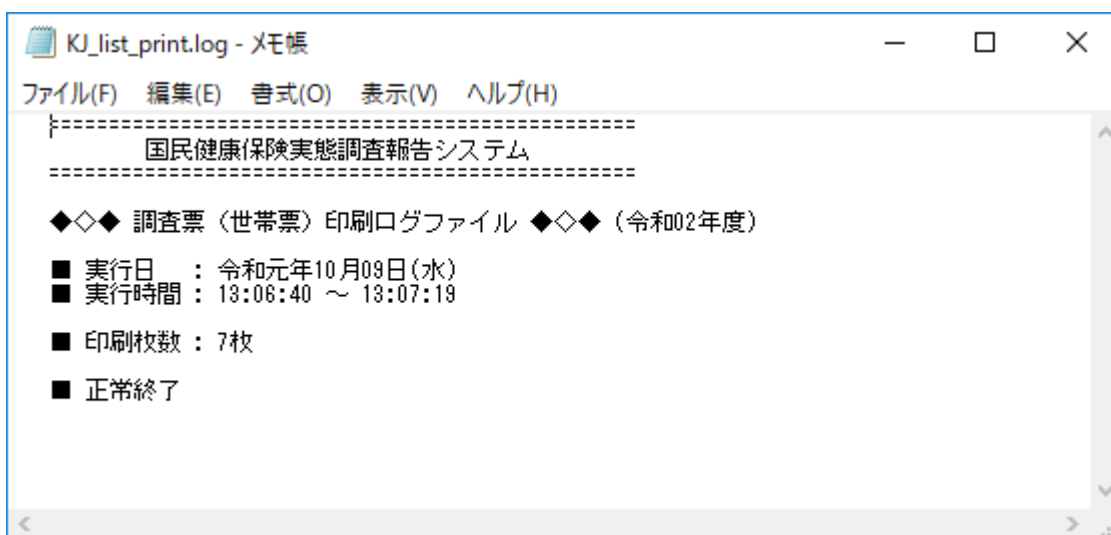 KJ_list_print.log - メモ帳
ファイル(F) 編集(E) 書式(O) 表示(V) ヘルプ(H)
=================================================
国民健康保険実態調査報告システム
=================================================
◆◇◆ 調査票（世帯票）印刷ログファイル ◆◇◆（令和02年度）
■ 実行日　 : 令和元年10月09日(水)
■ 実行時間 : 13:06:40 ～ 13:07:19
■ 印刷枚数 : 7枚
■ 正常終了